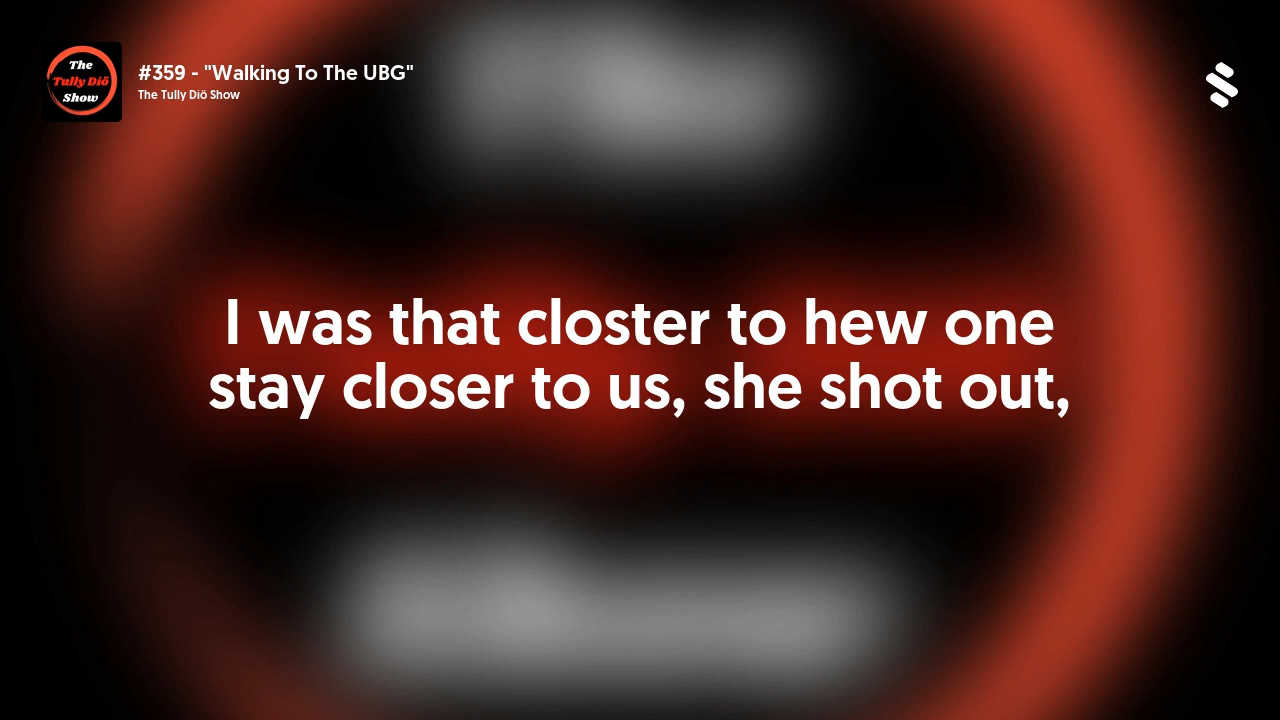 The
Tully Diö
Show
#359 - "Walking To The UBG"
The Tully Diö Show
I was that closter to hew one
stay closer to us, she shot out,